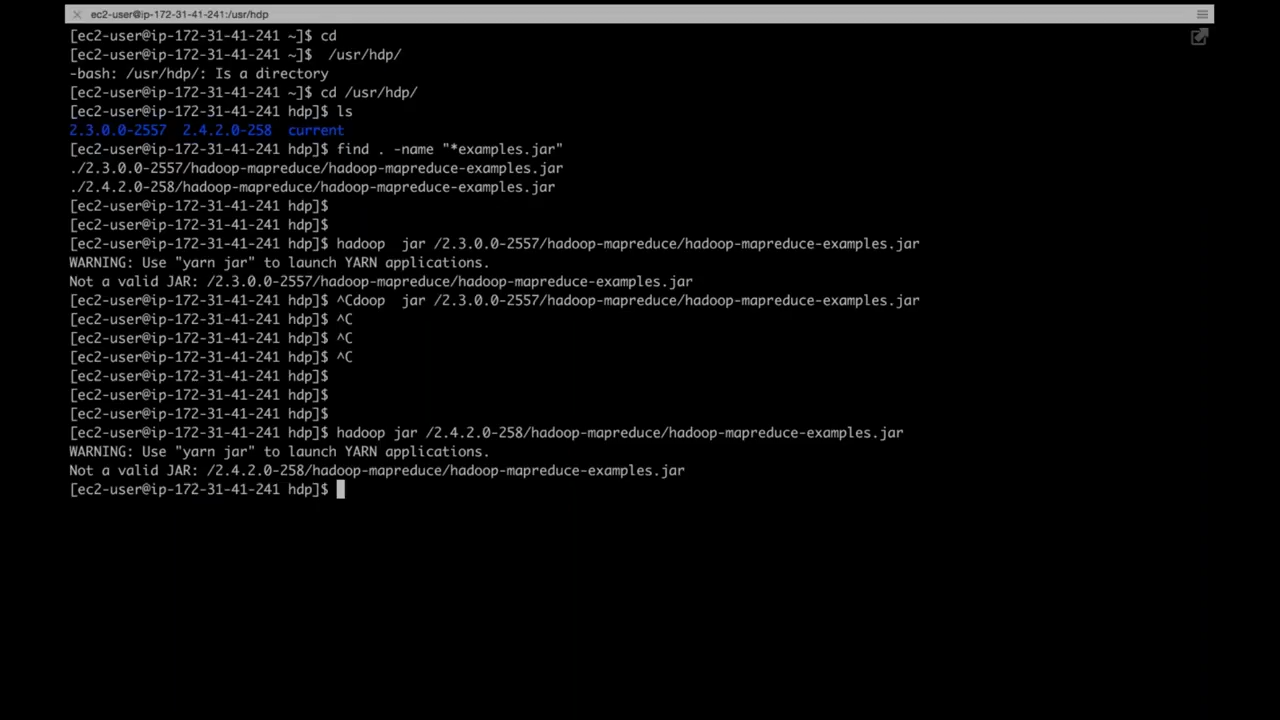 ec2-user@ip-172-31-41-241:/usr/hdp
[ec2-user@ip-172-31-41-241 ~]$ cd
[ec2-user@ip-172-31-41-241 ~]$  /usr/hdp/
-bash: /usr/hdp/: Is a directory
[ec2-user@ip-172-31-41-241 ~]$ cd /usr/hdp/
[ec2-user@ip-172-31-41-241 hdp]$ ls
2.3.0.0-2557  2.4.2.0-258  current
[ec2-user@ip-172-31-41-241 hdp]$ find . -name "*examples.jar"
./2.3.0.0-2557/hadoop-mapreduce/hadoop-mapreduce-examples.jar
./2.4.2.0-258/hadoop-mapreduce/hadoop-mapreduce-examples.jar
[ec2-user@ip-172-31-41-241 hdp]$
[ec2-user@ip-172-31-41-241 hdp]$
[ec2-user@ip-172-31-41-241 hdp]$ hadoop  jar /2.3.0.0-2557/hadoop-mapreduce/hadoop-mapreduce-examples.jar
WARNING: Use "yarn jar" to launch YARN applications.
Not a valid JAR: /2.3.0.0-2557/hadoop-mapreduce/hadoop-mapreduce-examples.jar
[ec2-user@ip-172-31-41-241 hdp]$ ^Cdoop  jar /2.3.0.0-2557/hadoop-mapreduce/hadoop-mapreduce-examples.jar
[ec2-user@ip-172-31-41-241 hdp]$ ^C
[ec2-user@ip-172-31-41-241 hdp]$ ^C
[ec2-user@ip-172-31-41-241 hdp]$ ^C
[ec2-user@ip-172-31-41-241 hdp]$
[ec2-user@ip-172-31-41-241 hdp]$
[ec2-user@ip-172-31-41-241 hdp]$
[ec2-user@ip-172-31-41-241 hdp]$ hadoop jar /2.4.2.0-258/hadoop-mapreduce/hadoop-mapreduce-examples.jar
WARNING: Use "yarn jar" to launch YARN applications.
Not a valid JAR: /2.4.2.0-258/hadoop-mapreduce/hadoop-mapreduce-examples.jar
[ec2-user@ip-172-31-41-241 hdp]$